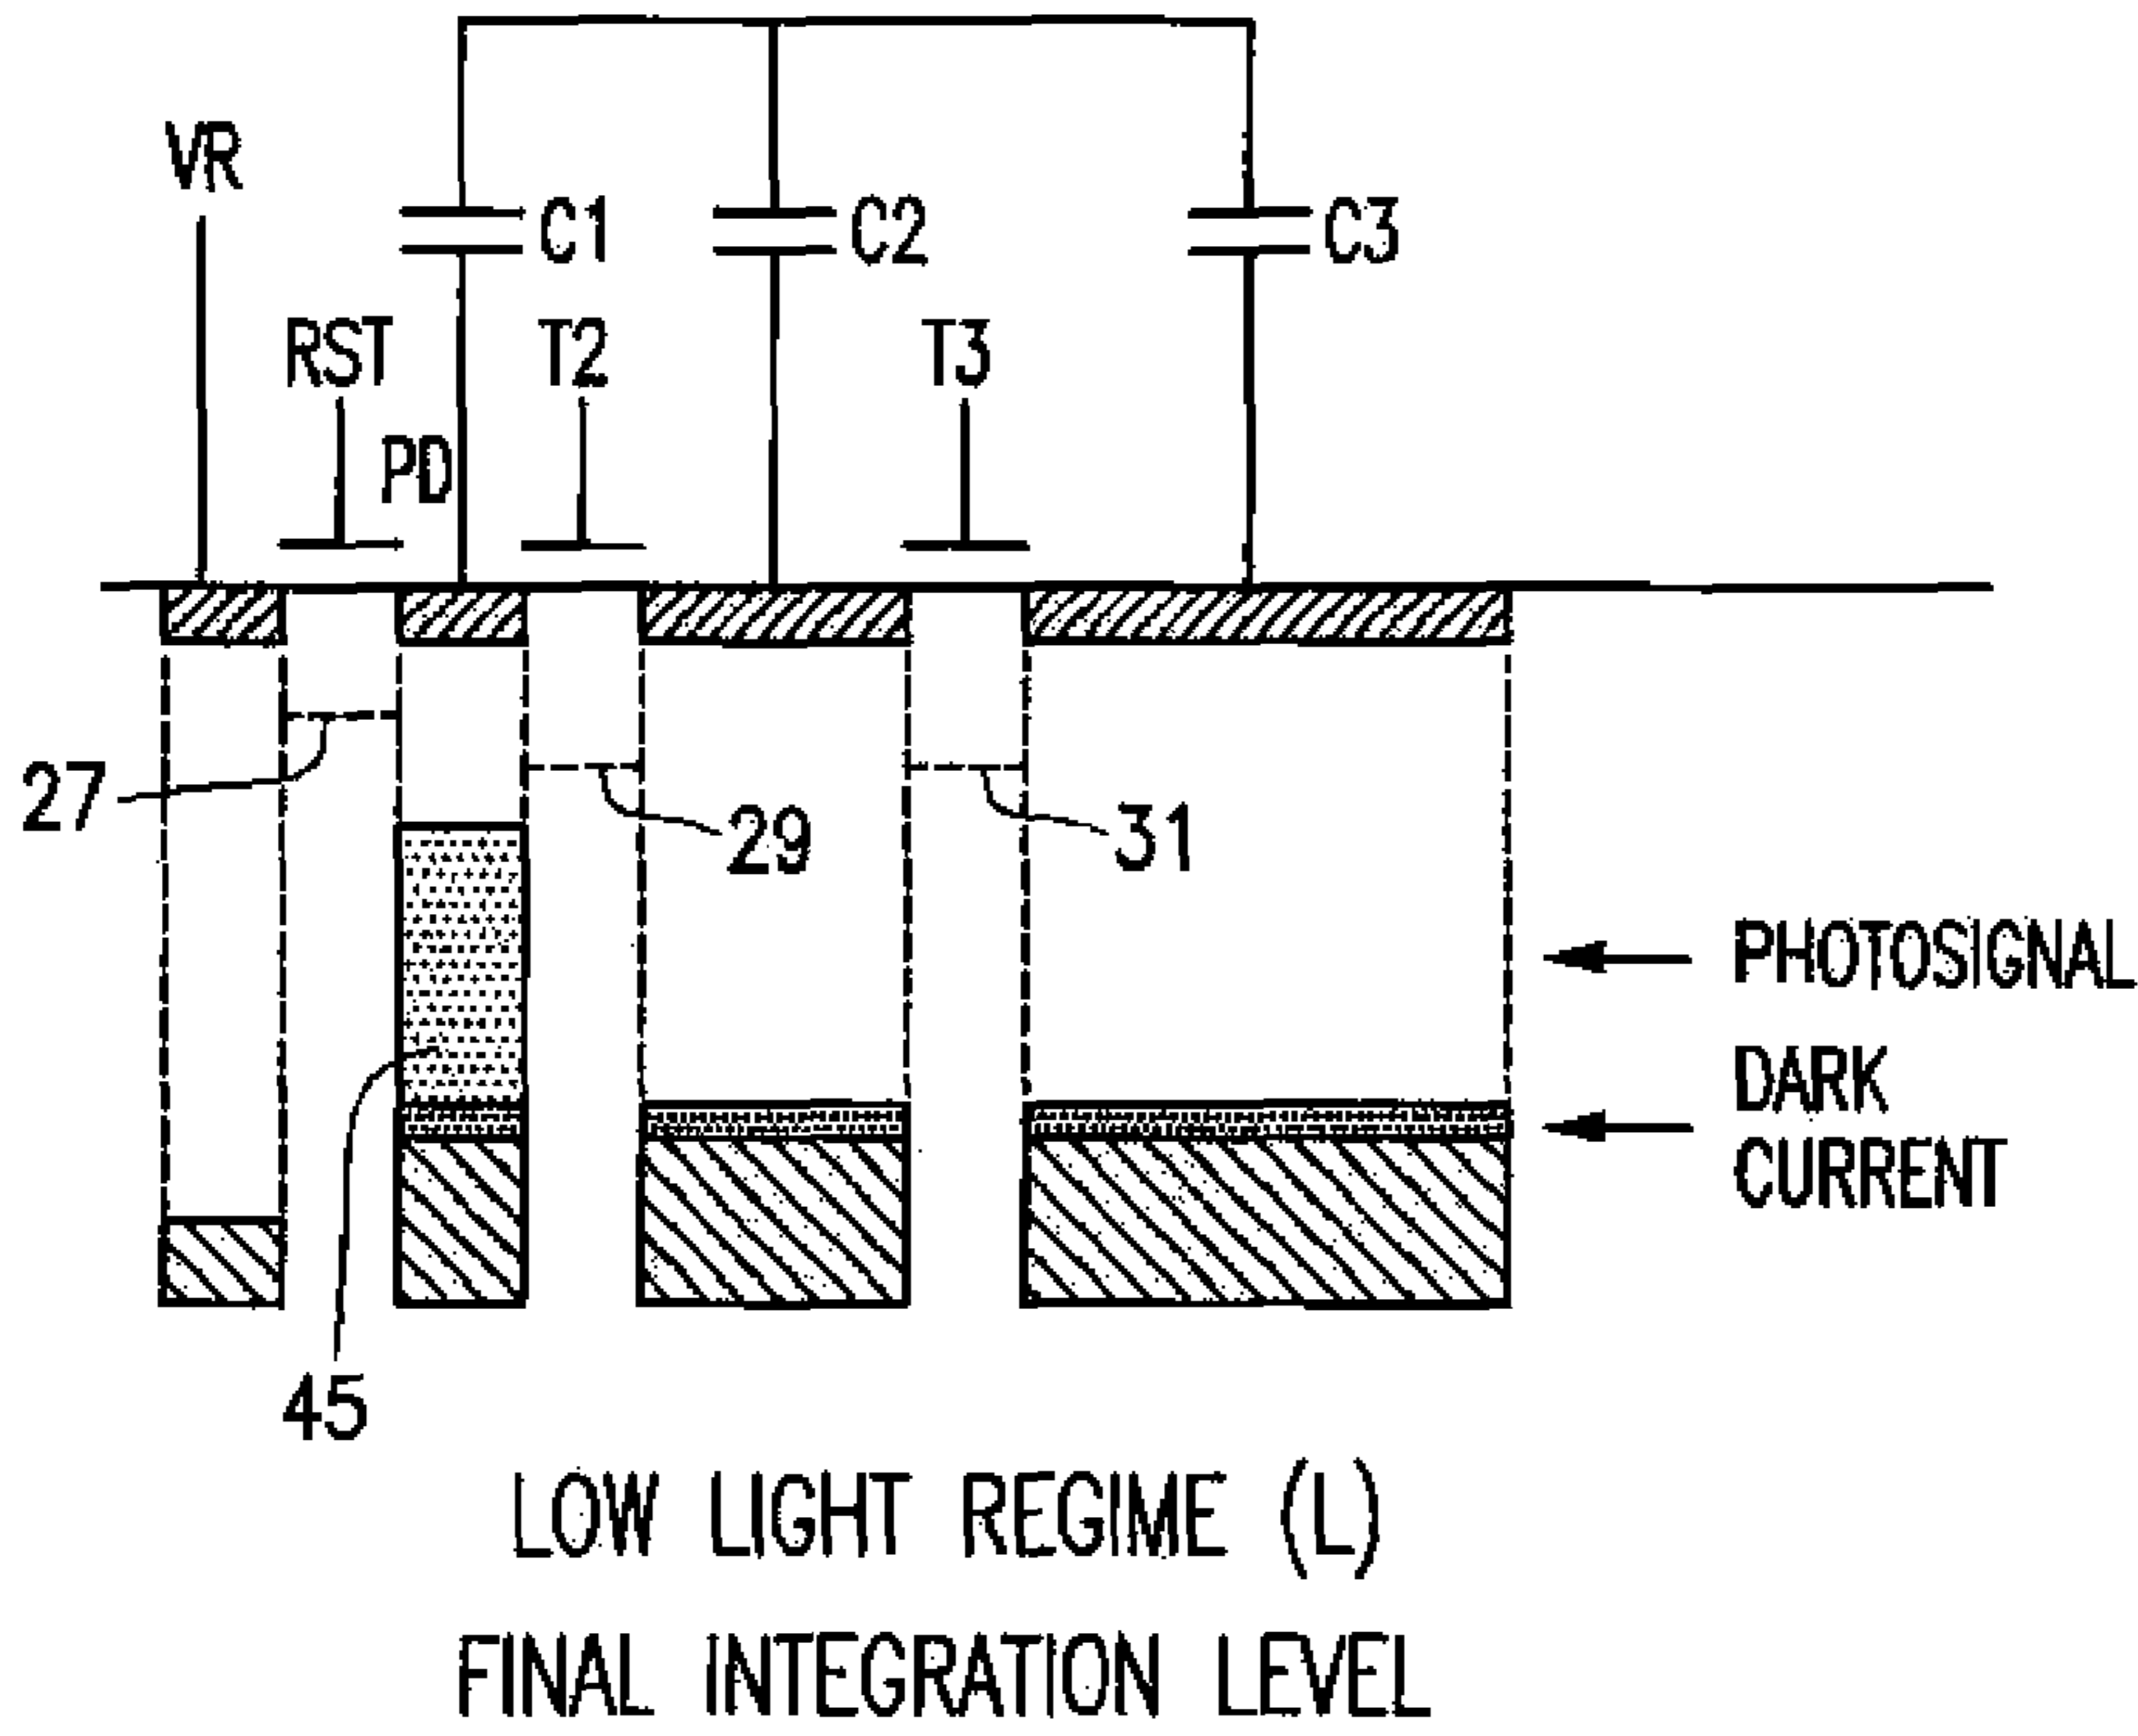 VR
C1
C2
C3
RST
T2
T3
PD
27
29
31
PHOTOSIGNAL
DARK
CURRENT
45
LOW LIGHT REGIME (L)
FINAL INTEGRATION LEVEL